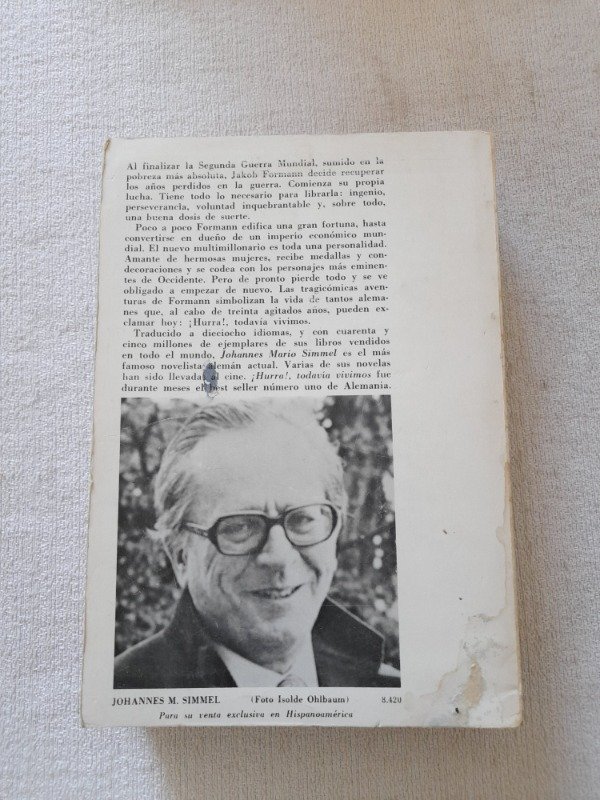 Al finalizar la Segunda Guerra Mundial, sumido en la
pobreza más absoluta, Jakob Formann decide recuperar
los años perdidos en la guerra. Comienza su propia
lucha. Tiene todo lo necesario para librarla: ingenio,
perseverancia, voluntad inquebrantable y, sobre todo,
una buena dosis de suerte.
Poco a poco Formann edifica una gran fortuna, hasta
convertirse en dueño de un imperio económico mun-
dial. El nuevo multimillonario es toda una personalidad.
Amante de hermosas mujeres, recibe medallas y con-
decoraciones y se codea con los personajes más eminen-
tes de Occidente. Pero de pronto pierde todo y se ve
obligado a empezar de nuevo. Las tragicómicas aven-
turas de Formann simbolizan la vida de tantos alema-
nes que, al cabo de treinta agitados años, pueden ex-
clamar hoy: ¡Hurra!, todavía vivimos.
Traducido a dieciocho idiomas, y con cuarenta y
cinco millones de ejemplares de sus libros vendidos
en todo el mundo, Johannes Mario Simmel es el más
famoso novelista alemán actual. Varias de sus novelas
han sido llevadas al cine. ¡Hurra!, todavía vivimos fue
durante meses el best seller número uno de Alemania.
JOHANNES M. SIMMEL (Foto Isolde Ohlbaum) 8.420
Para su venta exclusiva en Hispanoamérica